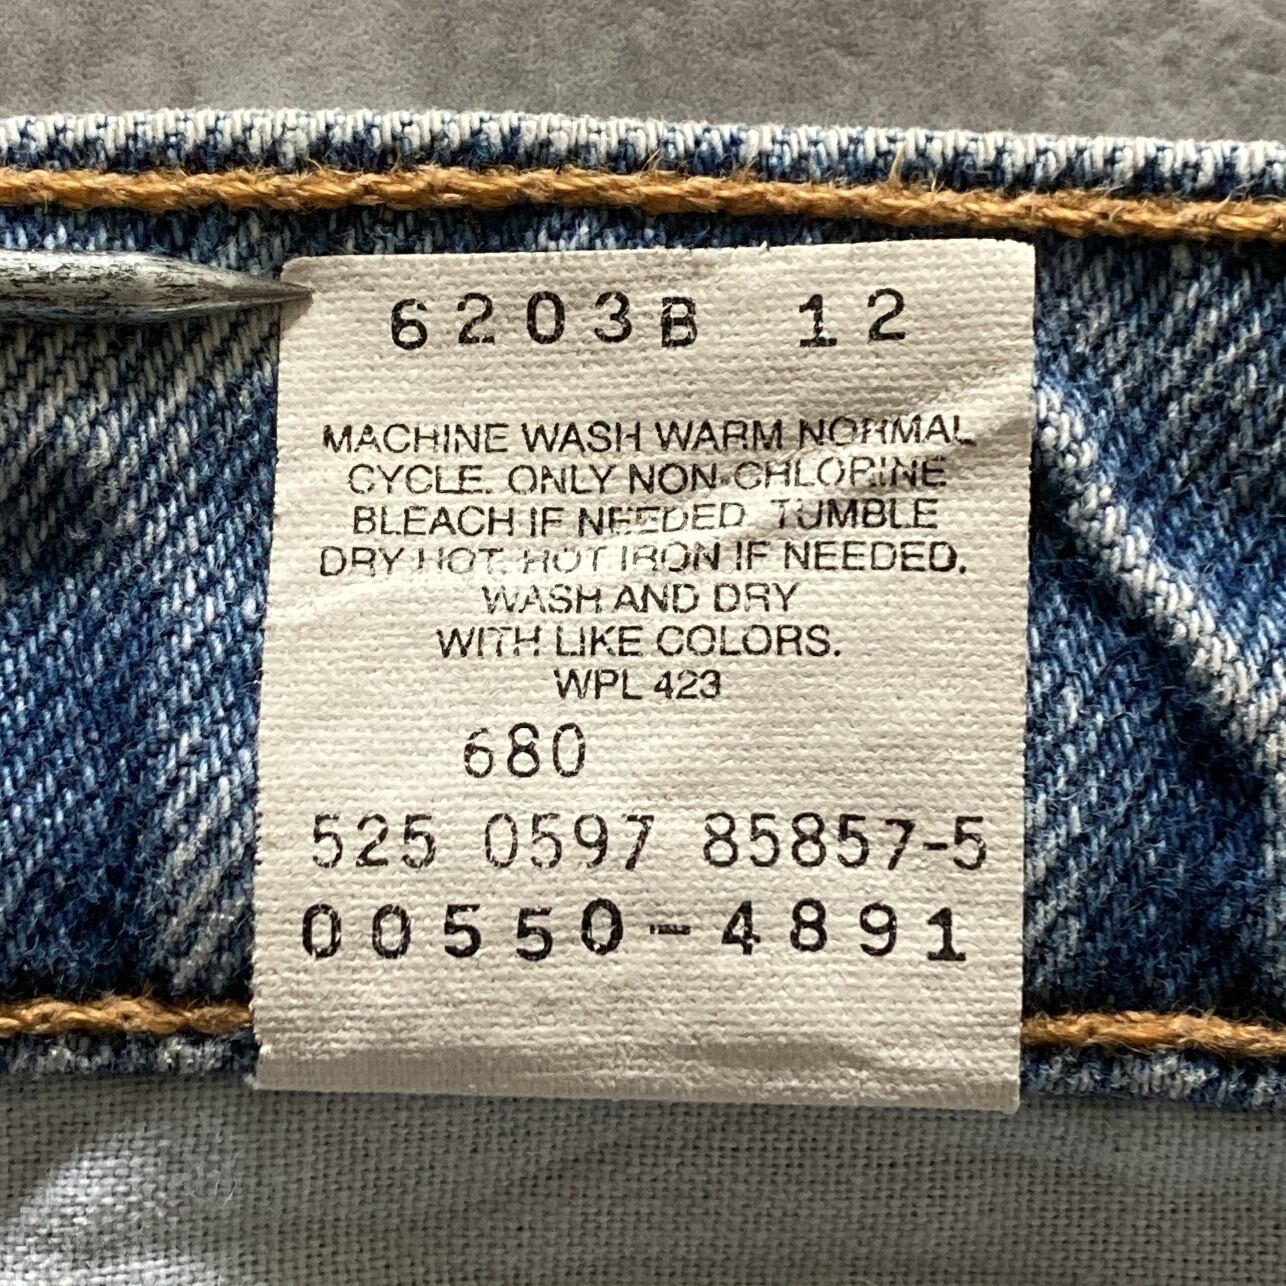 6203B 12
MACHINE WASH WARM NORMAL
CYCLE. ONLY NON-CHLORINE
BLEACH IF NEEDED. TUMBLE
DRY HOT. HOT IRON IF NEEDED.
WASH AND DRY
WITH LIKE COLORS.
WPL 423
680
525 0597 85857-5
00550-4891